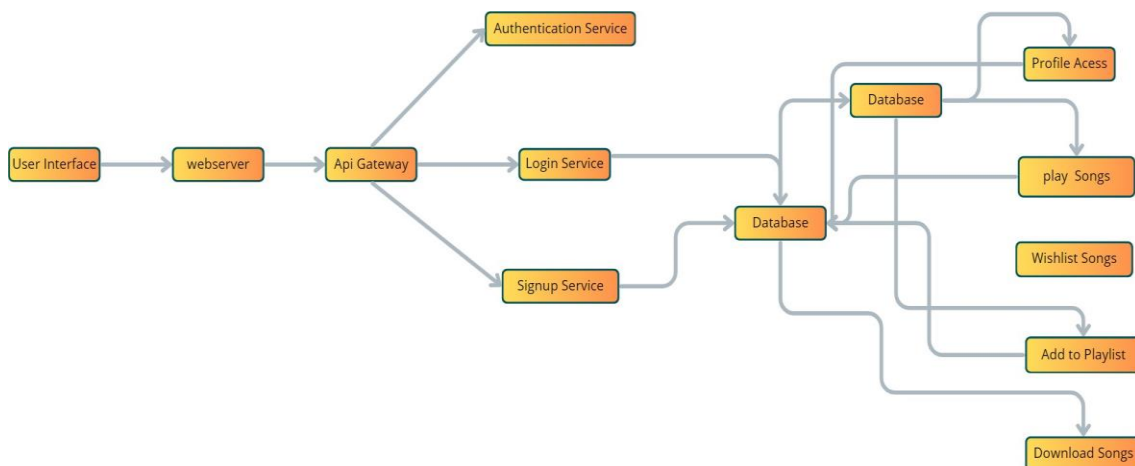 Authentication Service
Profile Acess
Database
User Interface
webserver
Api Gateway
Login Service
play Songs
Database
Wishlist Songs
Signup Service
Add to Playlist
Download Songs